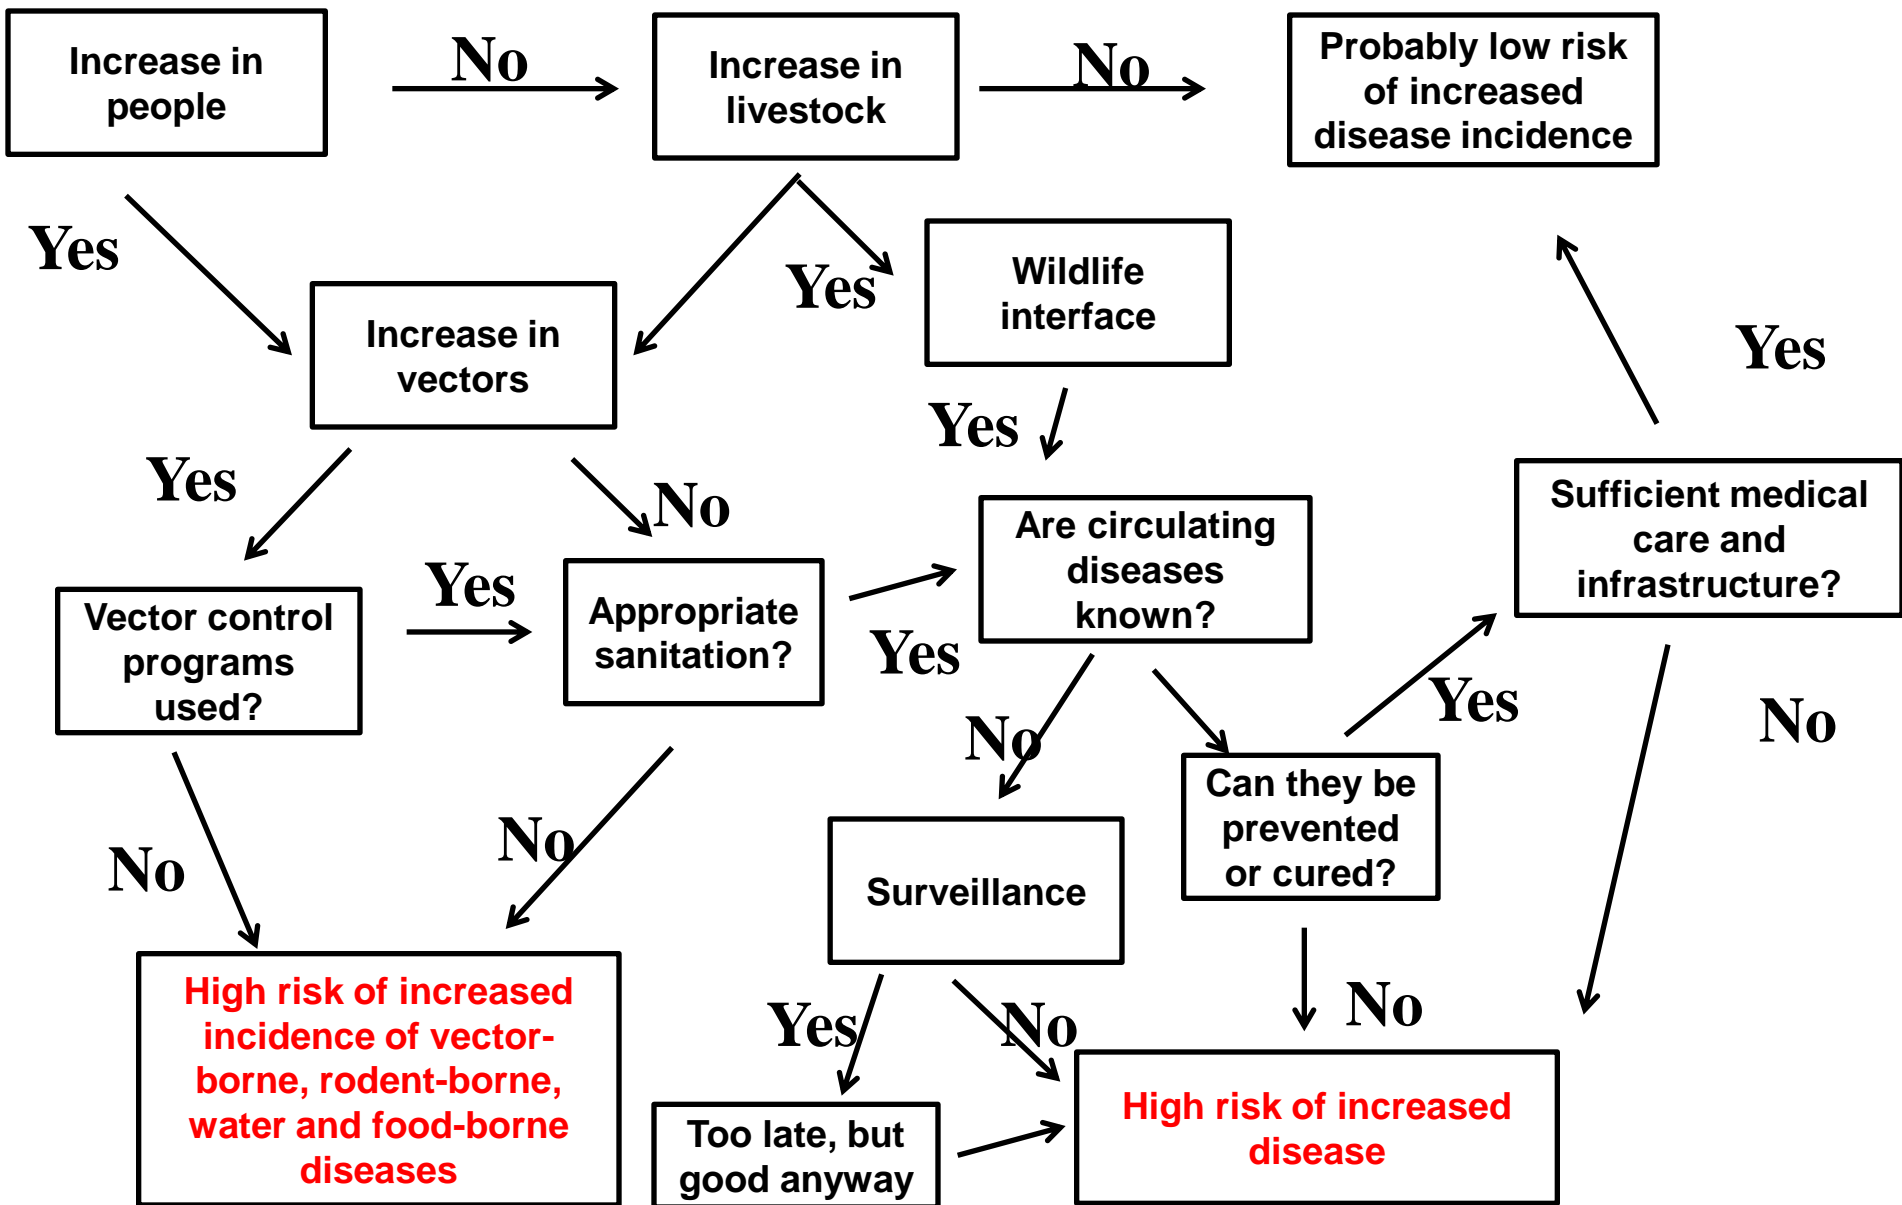 Increase in
people
No
Increase in
livestock
No
Probably low risk
of increased
disease incidence
Yes
Yes
Wildlife
interface
Increase in
vectors
Yes
Yes
Yes
No
Are circulating
diseases
known?
Sufficient medical
care and
infrastructure?
Vector control
programs
used?
Yes
Appropriate
sanitation?
Yes
No
Yes
No
Can they be
prevented
or cured?
No
No
Surveillance
High risk of increased
incidence of vector-
borne, rodent-borne,
water and food-borne
diseases
Yes
No
No
Too late, but
good anyway
High risk of increased
disease